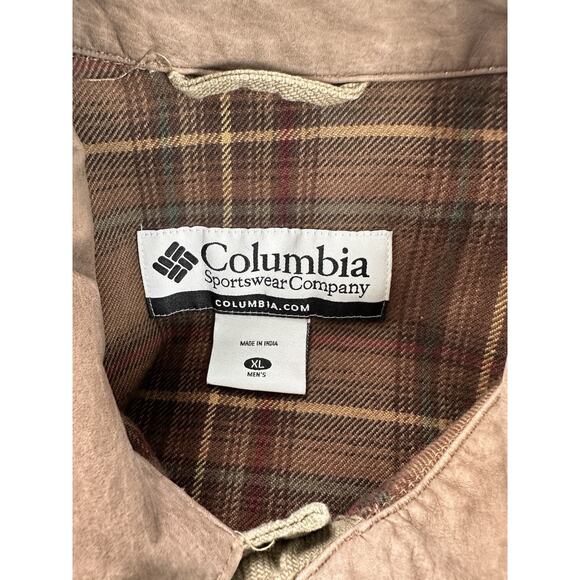 Columbia
Sportswear Company
COLUMBIA.COM
MADE IN INDIA
XL
MEN'S